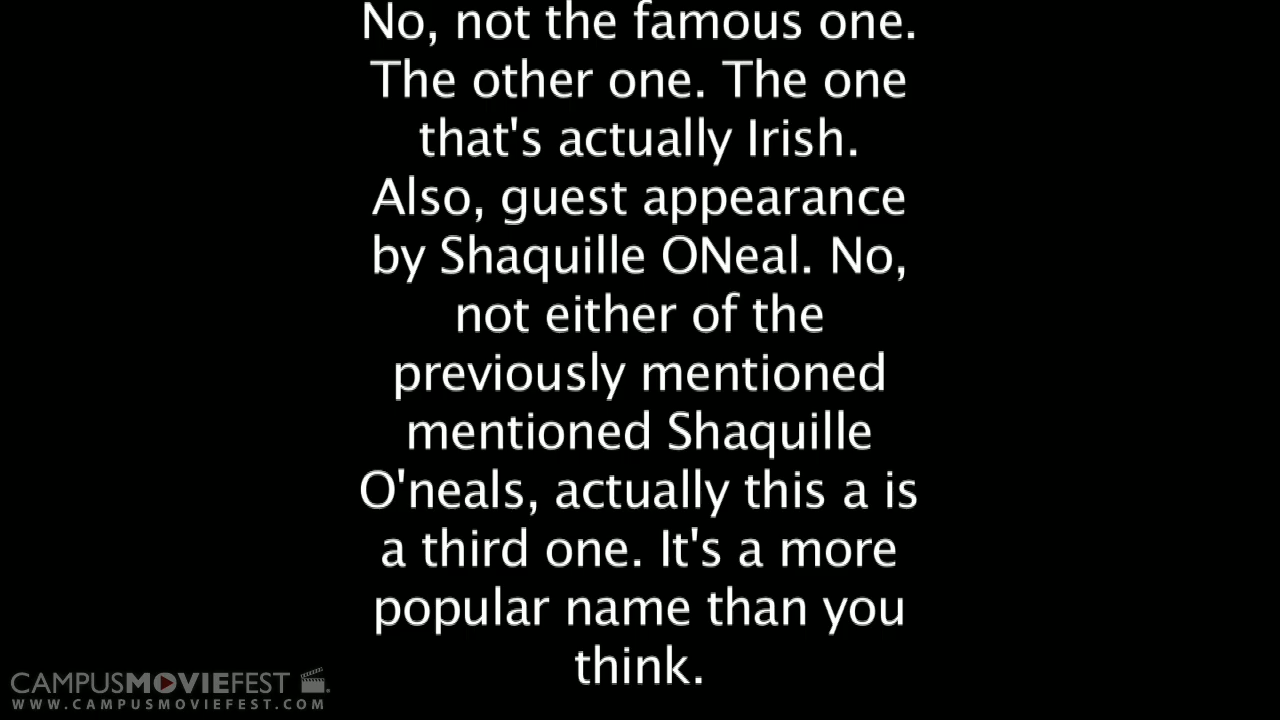 No, not the famous one.
The other one. The one
that's actually Irish.
Also, guest appearance
by Shaquille ONeal. No,
not either of the
previously mentioned
mentioned Shaquille
O'neals, actually this a is
a third one. It's a more
popular name than you
think.
CAMPUSMOVIEFEST
WWW.CAMPUSMOVIEFEST.COM